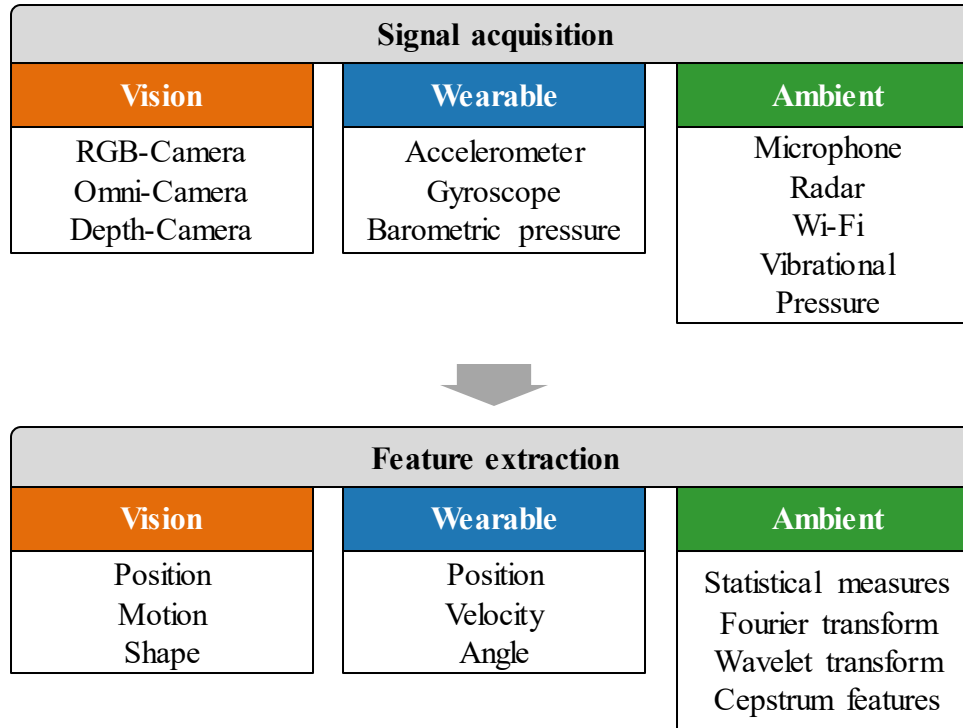 Signal acquisition
Vision
RGB-Camera
Omni-Camera
Depth-Camera
Wearable
Accelerometer
Gyroscope
Barometric pressure
Ambient
Microphone
Radar
Wi-Fi
Vibrational
Pressure
Feature extraction
Vision
Position
Motion
Shape
Wearable
Position
Velocity
Angle
Ambient
Statistical measures
Fourier transform
Wavelet transform
Cepstrum features